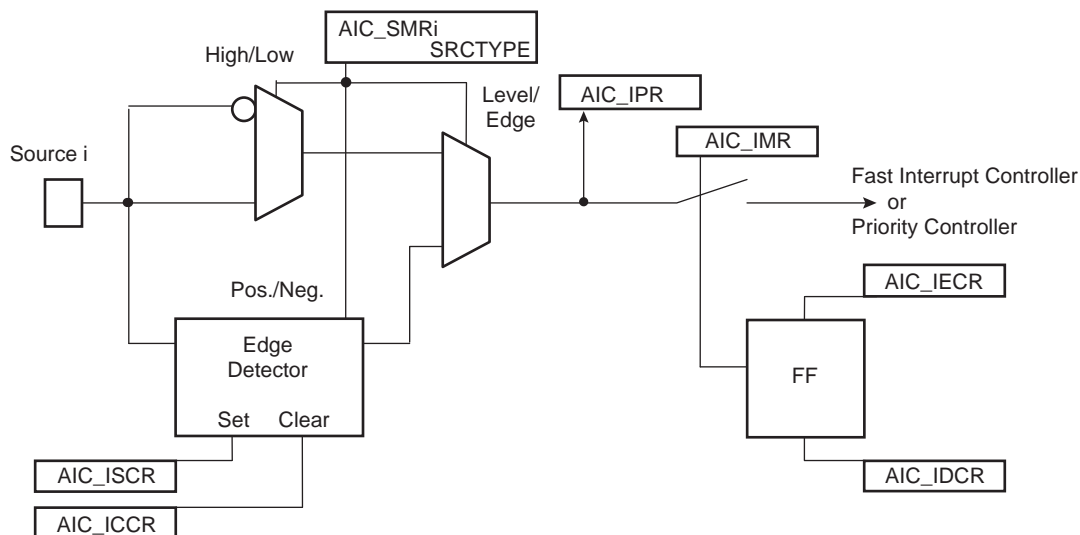 AIC_SMRi
SRCTYPE
High/Low
Level/
Edge
AIC_IPR
AIC_IMR
Source i
Fast Interrupt Controller
or
Priority Controller
Pos./Neg.
AIC_IECR
Edge
Detector
FF
Set Clear
AIC_ISCR
AIC_IDCR
AIC_ICCR